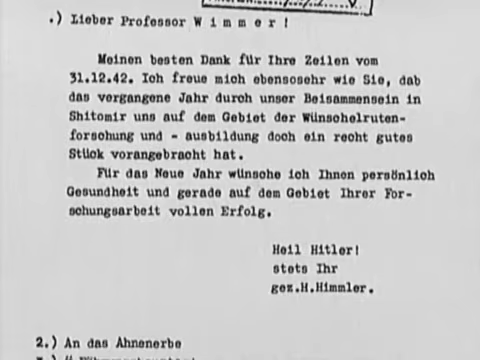 .) Lieber Professor W i m m e r !
Meinen besten Dank für Ihre Zeilen vom
31.12.42. Ich freue mich ebensosehr wie Sie, daß
das vergangene Jahr durch unser Beisammensein in
Shitomir uns auf dem Gebiet der Wünschelruten-
forschung und - ausbildung doch ein recht gutes
Stück vorangebracht hat.
Für das Neue Jahr wünsche ich Ihnen persönlich
Gesundheit und gerade auf dem Gebiet Ihrer For-
schungsarbeit vollen Erfolg.
Heil Hitler!
stets Ihr
gez.H.Himmler.
2.) An das Ahnenerbe